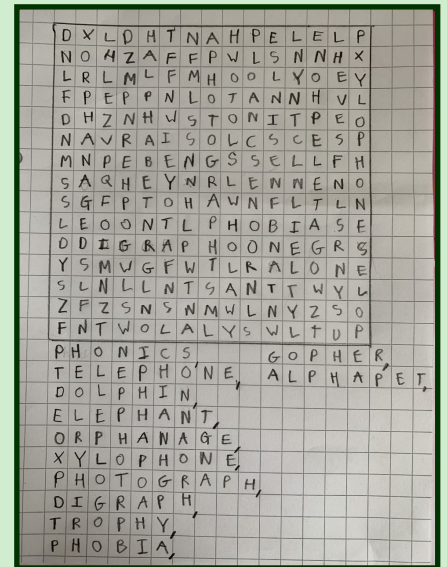 D X L D H T N A H P E L E L P
N O H Z A F F P W L S N N H X
L R L M L F M H O O L Y O E Y
F P E P P N L O T A N N H V L
D H Z N H W S T O N I T P E O
N A V R A I S O L C S C E S P
M N P E B E N G S S E L L F H
S A Q H E Y N R L E N N E N O
S G F P T O H A W N F L T L N
L E O O N T L P H O B I A S E
D D I G R A P H O O N E G R S
Y S M W G F W T L R A L O N E
S L N L L N T S A N T T W Y L
Z F Z S N S N M W L N Y Z S O
F N T W O L A L Y S W L T U P
PHONICS, GOPHER,
TELEPHONE, ALPHAPET,
DOLPHIN,
ELEPHANT,
ORPHANAGE,
XYLOPHONE,
PHOTOGRAPH,
DIGRAPH,
TROPHY,
PHOBIA,